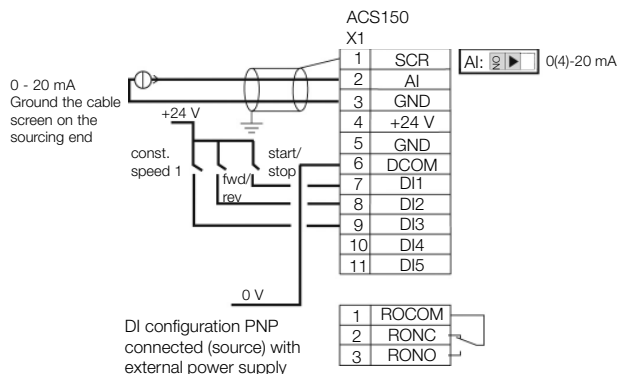 ACS150
X1
1 SCR
2 AI
3 GND
4 +24 V
5 GND
6 DCOM
7 DI1
8 DI2
9 DI3
10 DI4
11 DI5
AI: ON 0(4)-20 mA
0 - 20 mA
Ground the cable
screen on the
sourcing end
+24 V
const.
speed 1
fwd/
rev
start/
stop
0 V
DI configuration PNP
connected (source) with
external power supply
1 ROCOM
2 RONC
3 RONO